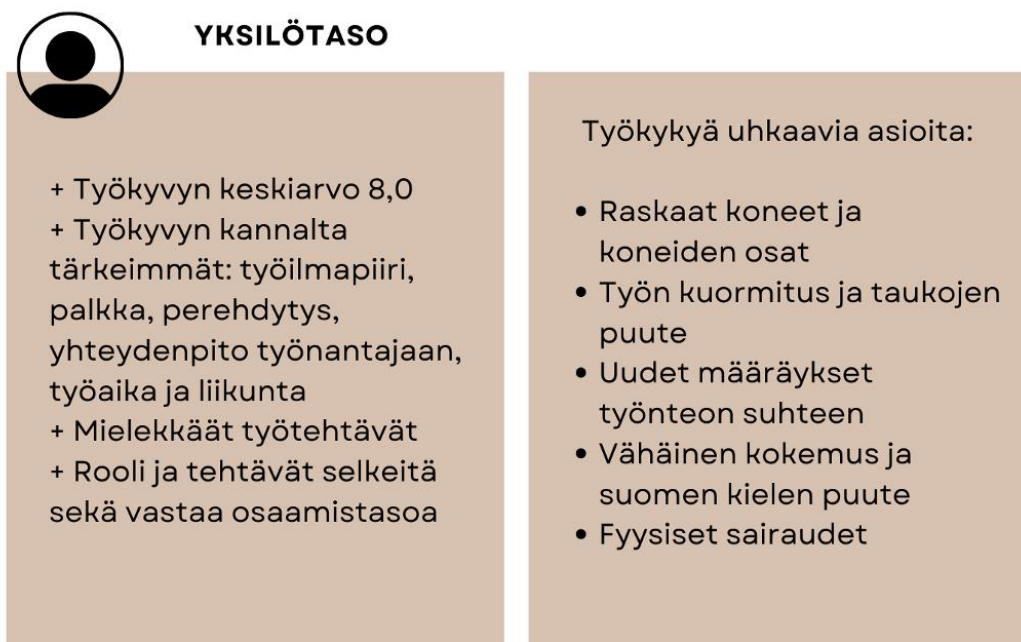 YKSILÖTASO
+ Työkyvyn keskiarvo 8,0
+ Työkyvyn kannalta
tärkeimmät: työilmapiiri,
palkka, perehdytys,
yhteydenpito työnantajaan,
työaika ja liikunta
+ Mielekkäät työtehtävät
+ Rooli ja tehtävät selkeitä
sekä vastaa osaamistasoa
Työkykyä uhkaavia asioita:
• Raskaat koneet ja
koneiden osat
• Työn kuormitus ja taukojen
puute
• Uudet määräykset
työnteon suhteen
• Vähäinen kokemus ja
suomen kielen puute
• Fyysiset sairaudet